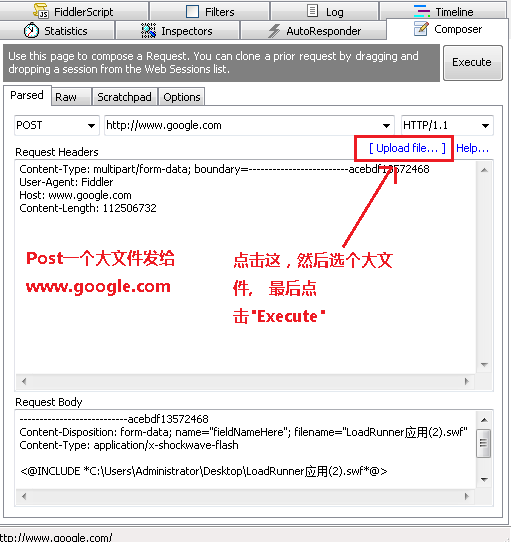 FiddlerScript Filters Log Timeline
Statistics Inspectors AutoResponder Composer
Use this page to compose a Request. You can clone a prior request by dragging and
dropping a session from the Web Sessions list.
Execute
Parsed Raw Scratchpad Options
POST http://www.google.com HTTP/1.1
[ Upload file... ] Help...
Request Headers
Content-Type: multipart/form-data; boundary=-------------------------acebdf13572468
User-Agent: Fiddler
Host: www.google.com
Content-Length: 112506732
Post一个大文件发给
www.google.com
点击这，然后选个大文
件, 最后点
击"Execute"
Request Body
---------------------------acebdf13572468
Content-Disposition: form-data; name="fieldNameHere"; filename="LoadRunner应用(2).swf"
Content-Type: application/x-shockwave-flash
<@INCLUDE *C:\Users\Administrator\Desktop\LoadRunner应用(2).swf*@>
ttp://www.google.com/